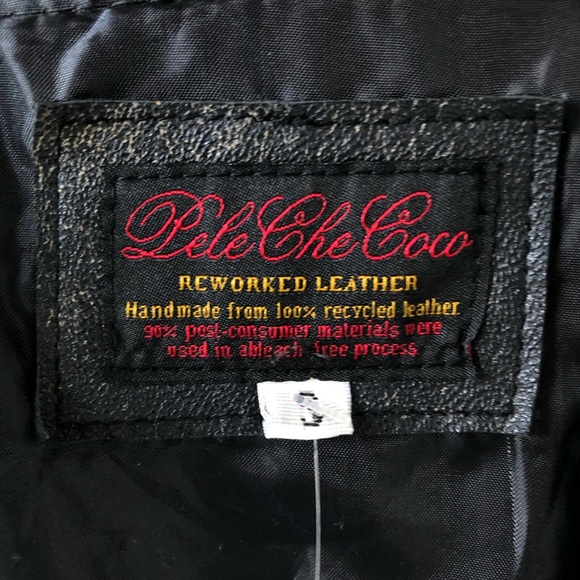 Pele Che Coco
REWORKED LEATHER
Handmade from 100% recycled leather.
90% post-consumer materials were
used in ableach free process